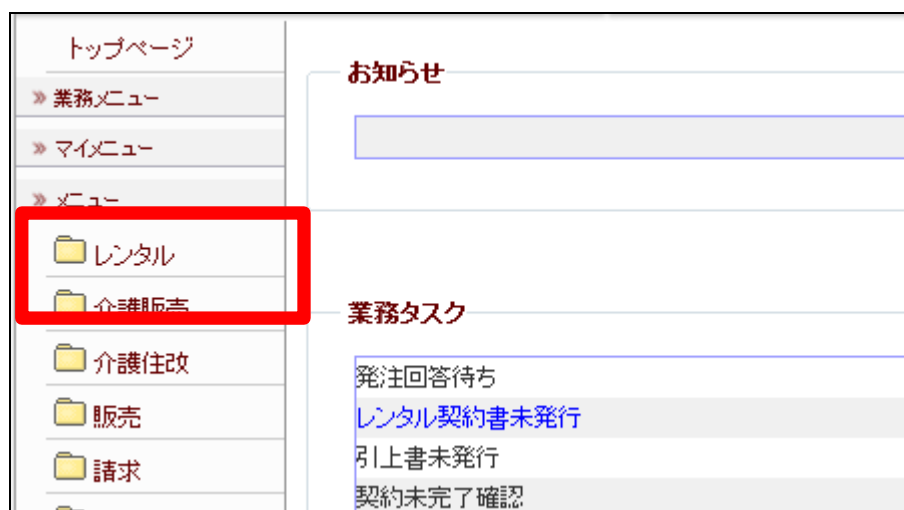 トップページ
業務メニュー
マイメニュー
メニュー
レンタル
介護販売
介護住改
販売
請求
お知らせ
業務タスク
発注回答待ち
レンタル契約書未発行
引上書未発行
契約未完了確認